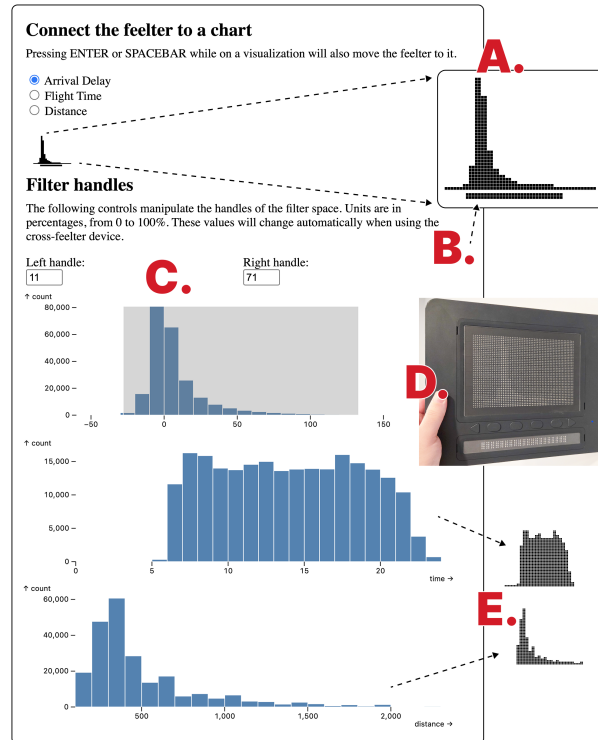 Connect the feelter to a chart
Pressing ENTER or SPACEBAR while on a visualization will also move the feelter to it.
A.
Arrival Delay
Flight Time
Distance
Filter handles
The following controls manipulate the handles of the filter space. Units are in
percentages, from 0 to 100%. These values will change automatically when using the
cross-feelter device.
B.
Left handle:
Right handle:
11
71
C.
↑ count
80,000
60,000
40,000
20,000
0
−50
0
50
100
150
D.
↑ count
15,000
10,000
5,000
0
0
5
10
15
20
time →
↑ count
60,000
40,000
20,000
0
500
1,000
1,500
2,000
distance →
E.